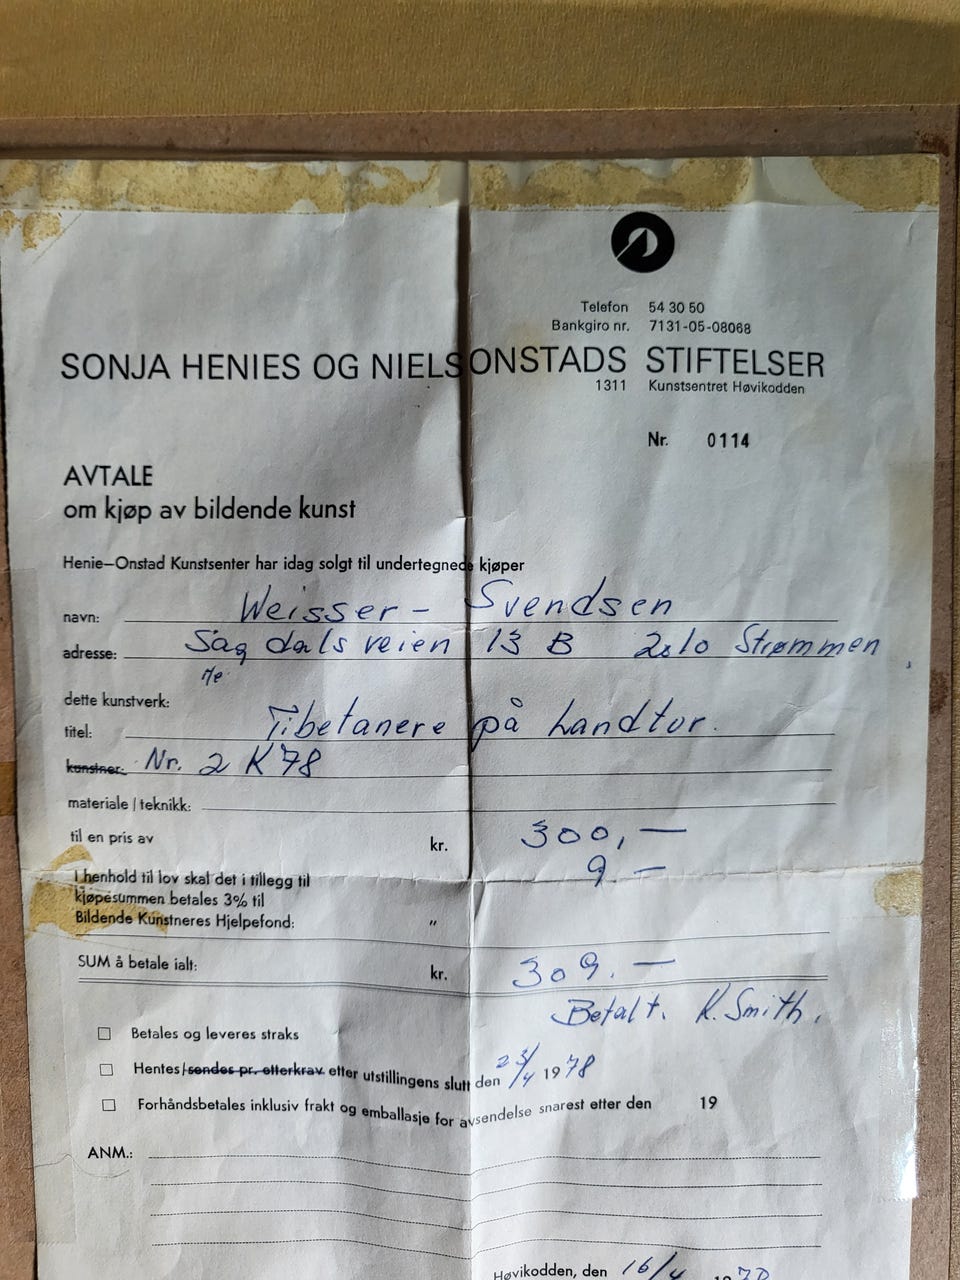 Telefon 54 30 50
Bankgiro nr. 7131-05-08068
SONJA HENIES OG NIELS ONSTADS STIFTELSER
1311 Kunstsentret Høvikodden
Nr. 0114
AVTALE
om kjøp av bildende kunst
Henie–Onstad Kunstsenter har idag solgt til undertegnede kjøper
navn: Weisser – Svendsen
adresse: Sagdalsveien 13 B 2010 Strømmen
dette kunstverk:
titel: Tibetanere på Landtur.
kunstner: Nr. 2 K 78
materiale / teknikk:
til en pris av kr. 300,—
9.—
I henhold til lov skal det i tillegg til
kjøpesummen betales 3% til
Bildende Kunstneres Hjelpefond: "
SUM å betale ialt: kr. 309.—
Betalt. K. Smith.
Betales og leveres straks
Hentes/sendes pr. etterkrav etter utstillingens slutt den 23/4 1978
Forhåndsbetales inklusiv frakt og emballasje for avsendelse snarest etter den 19
ANM.:
Høvikodden, den 16/4 1978